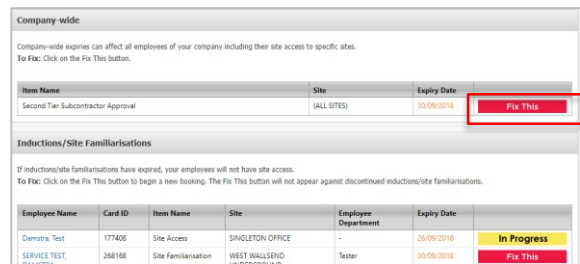 Company-wide
Company-wide expiries can affect all employees of your company including their site access to specific sites.
To Fix: Click on the Fix This button.
Item Name Site Expiry Date
Second Tier Subcontractor Approval (ALL SITES) 30/09/2018 Fix This
Inductions/Site Familiarisations
If inductions/site familiarisations have expired, your employees will not have site access.
To Fix: Click on the Fix This button to begin a new booking. The Fix This button will not appear against discontinued inductions/site familiarisations.
Employee Name Card ID Item Name Site Employee Department Expiry Date
Damstra, Test 177408 Site Access SINGLETON OFFICE - 26/09/2018 In Progress
SERVICE TEST, 268168 Site Familiarisation WEST WALLSEND Tester 30/09/2018 Fix This
DAMSTRA UNDERGROUND